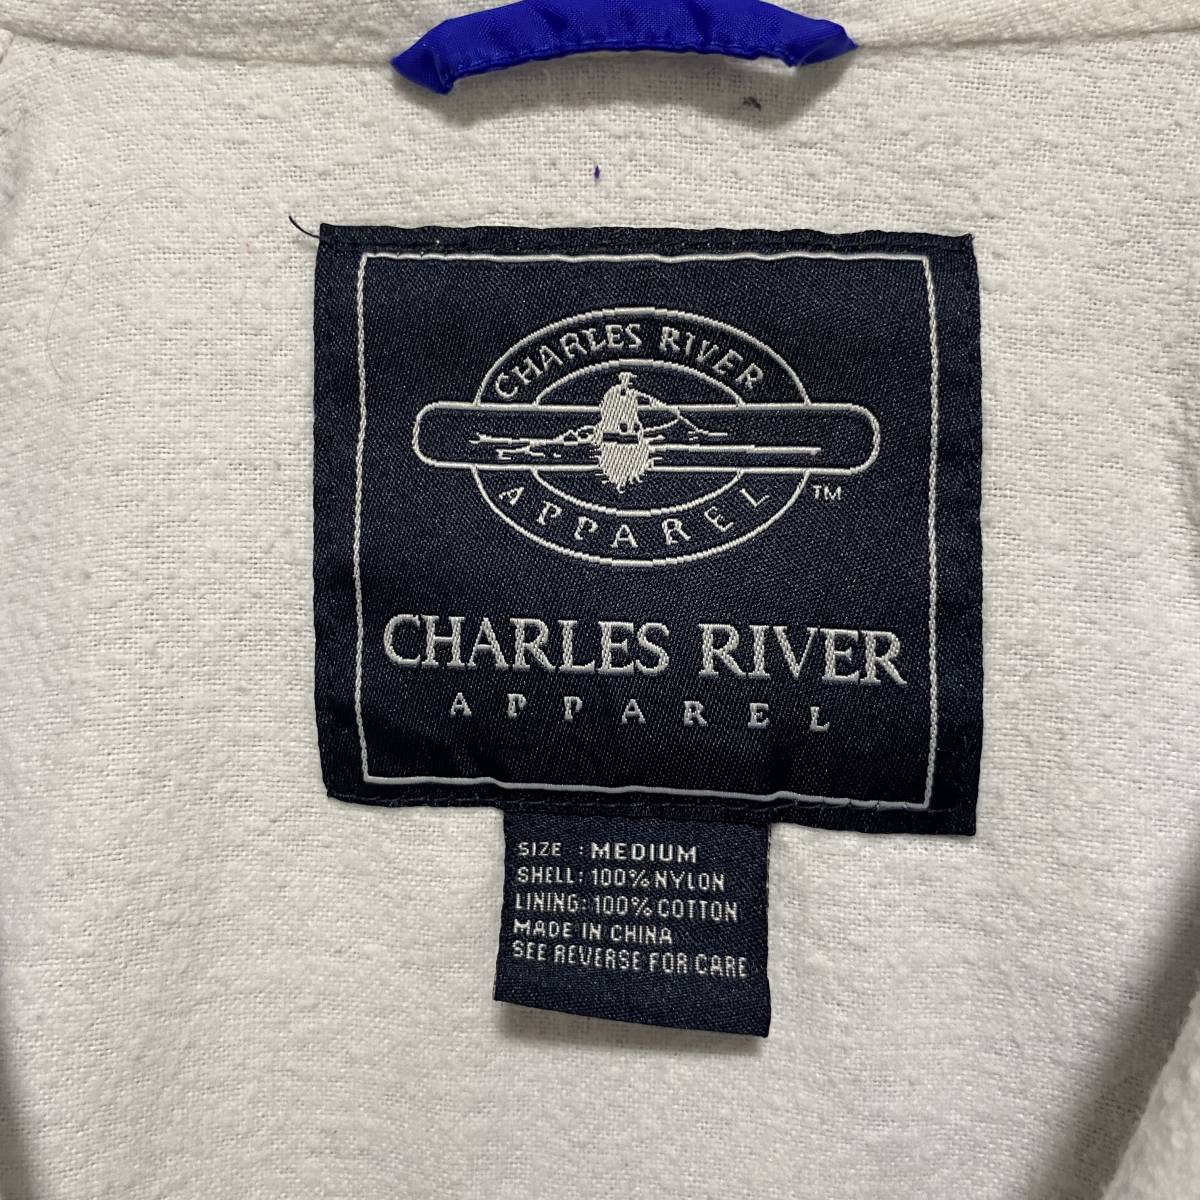 CHARLES RIVER
APPAREL
TM
CHARLES RIVER
APPAREL
SIZE : MEDIUM
SHELL: 100% NYLON
LINING: 100% COTTON
MADE IN CHINA
SEE REVERSE FOR CARE